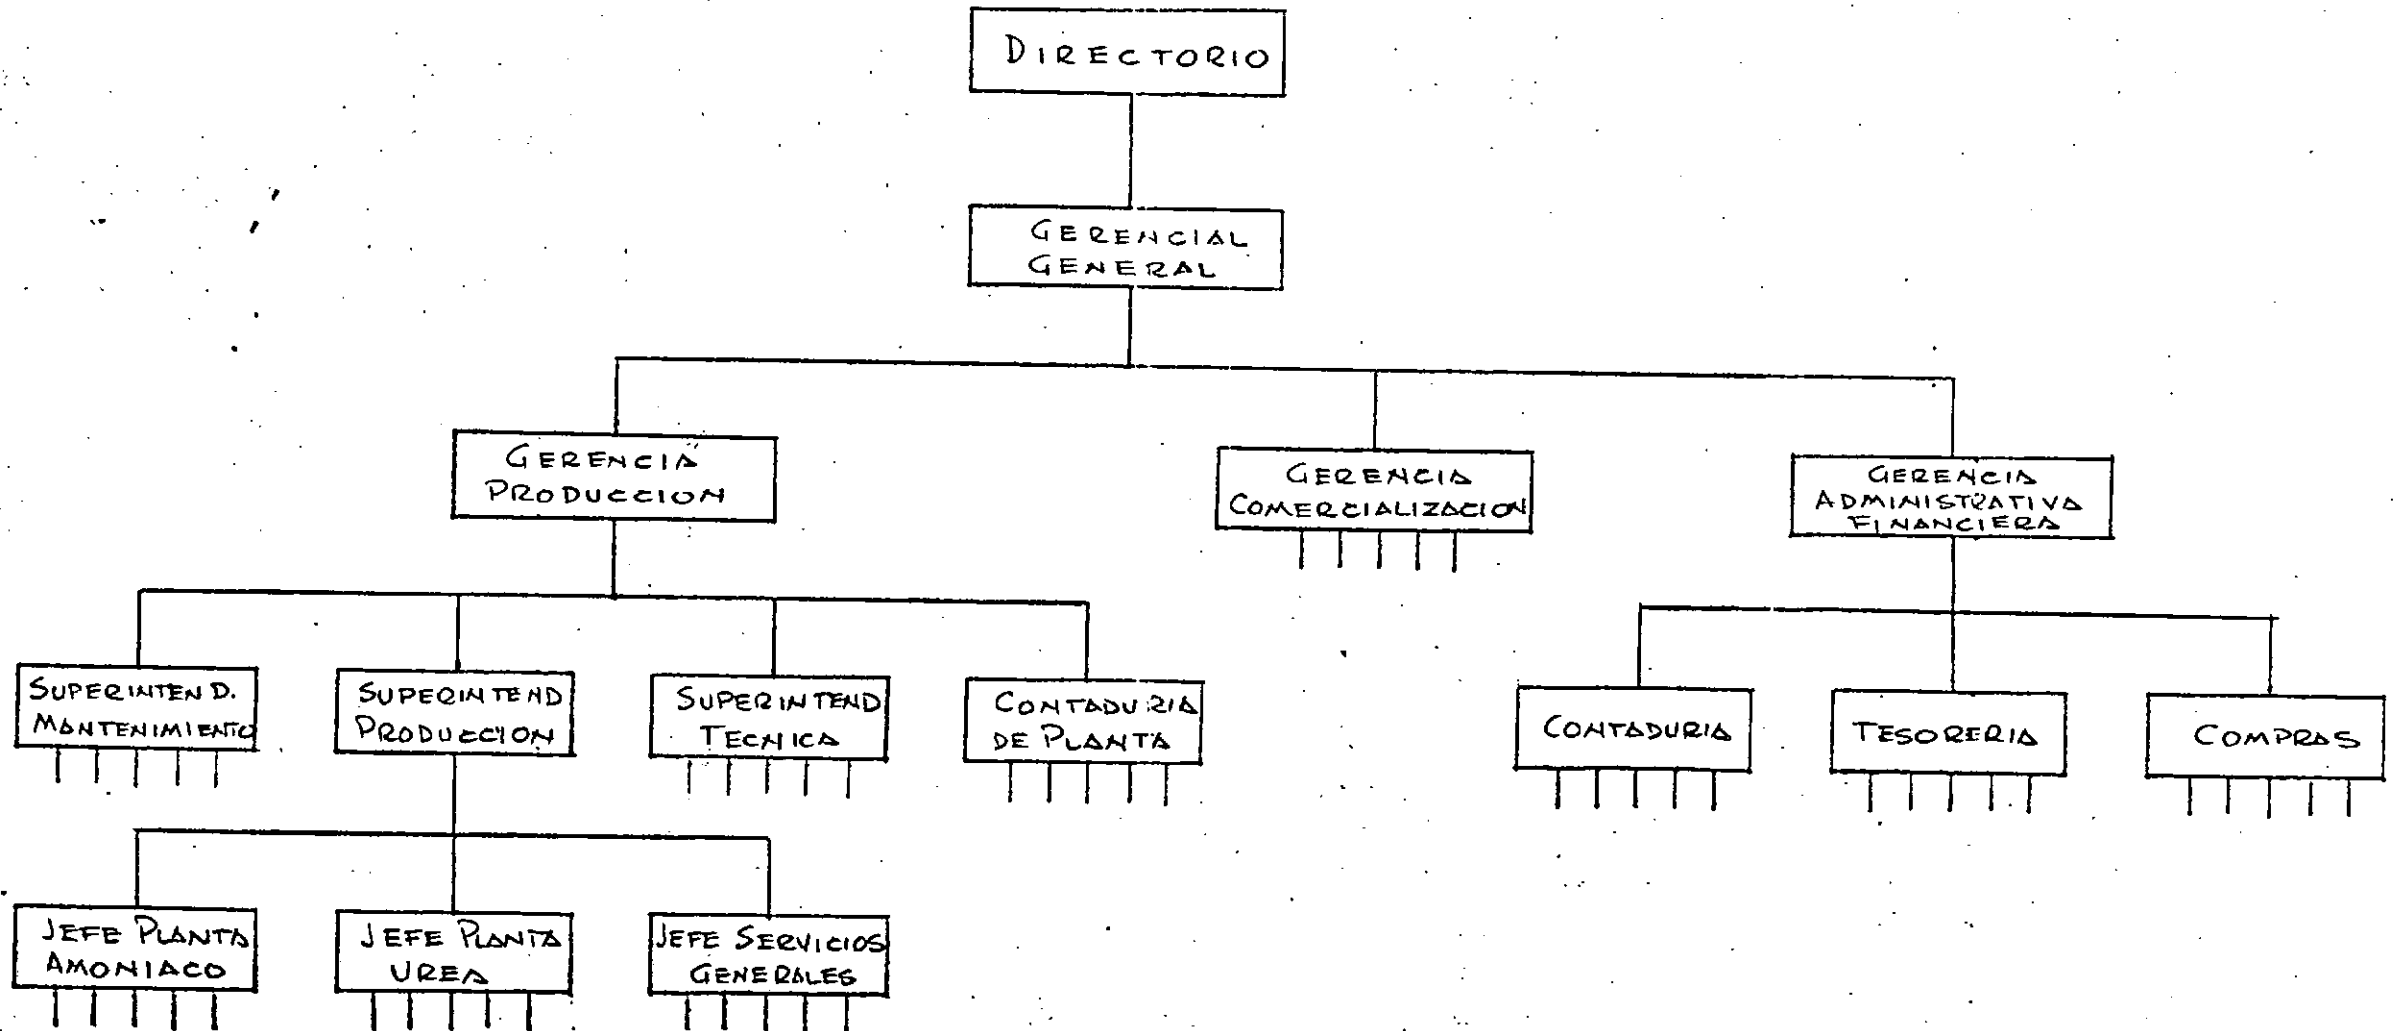 DIRECTORIO
GERENCIAL
GENERAL
GERENCIA
PRODUCCION
GERENCIA
COMERCIALIZACION
GERENCIA
ADMINISTRATIVA
FINANCIERA
SUPERINTEND.
MANTENIMIENTO
SUPERINTEND
PRODUCCION
SUPERINTEND
TECNICA
CONTADURIA
DE PLANTA
CONTADURIA
TESORERIA
COMPRAS
JEFE PLANTA
AMONIACO
JEFE PLANTA
UREA
JEFE SERVICIOS
GENERALES